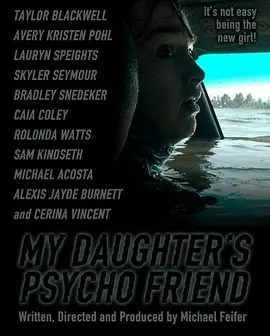 TAYLOR BLACKWELL
It's not easy
being the
new girl!
AVERY KRISTEN POHL
LAURYN SPEIGHTS
SKYLER SEYMOUR
BRADLEY SNEDEKER
CAIA COLEY
ROLONDA WATTS
SAM KINDSETH
MICHAEL ACOSTA
ALEXIS JAYDE BURNETT
and CERINA VINCENT
MY DAUGHTER'S
PSYCHO FRIEND
Written, Directed and Produced by Michael Feifer